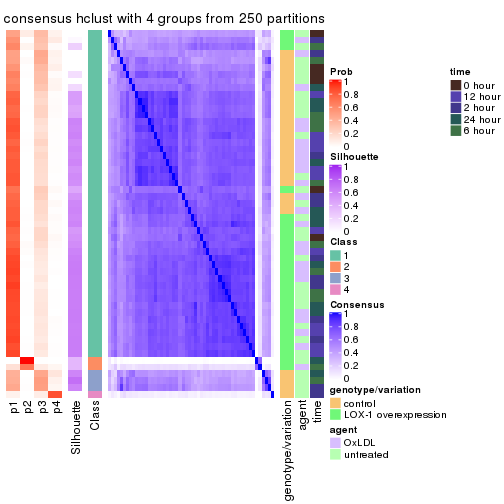 consensus hclust with 4 groups from 250 partitions
Prob
1
0.8
0.6
0.4
0.2
0
Silhouette
1
0.8
0.6
0.4
0.2
0
Class
1
2
3
4
Consensus
1
0.8
0.6
0.4
0.2
0
genotype/variation
control
LOX-1 overexpression
agent
OxLDL
untreated
time
0 hour
12 hour
2 hour
24 hour
6 hour
p1
p2
p3
p4
Silhouette
Class
genotype/variation
agent
time